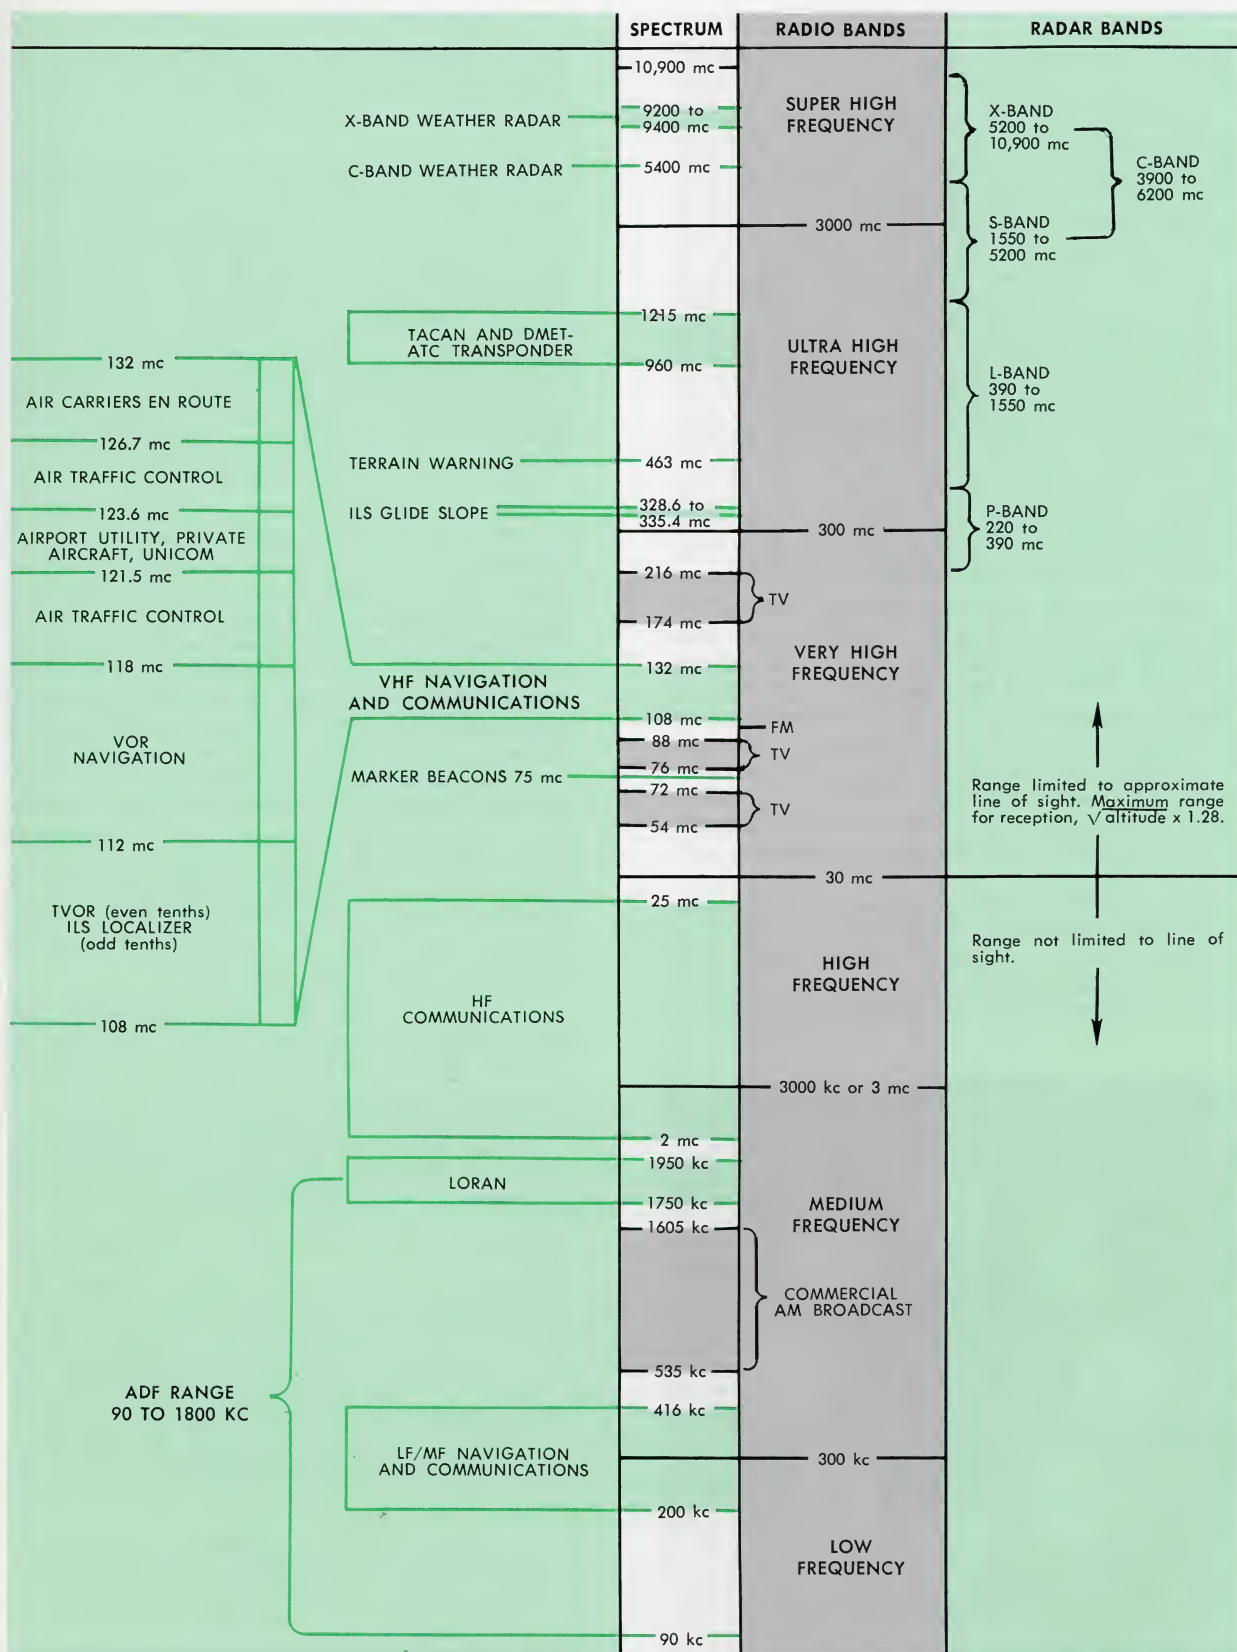 SPECTRUM
RADIO BANDS
RADAR BANDS
10,900 mc
X-BAND WEATHER RADAR
9200 to
9400 mc
SUPER HIGH
FREQUENCY
X-BAND
5200 to
10,900 mc
C-BAND WEATHER RADAR
5400 mc
C-BAND
3900 to
6200 mc
3000 mc
S-BAND
1550 to
5200 mc
TACAN AND DMET-
ATC TRANSPONDER
1215 mc
960 mc
ULTRA HIGH
FREQUENCY
L-BAND
390 to
1550 mc
TERRAIN WARNING
463 mc
ILS GLIDE SLOPE
328.6 to
335.4 mc
300 mc
P-BAND
220 to
390 mc
132 mc
AIR CARRIERS EN ROUTE
126.7 mc
AIR TRAFFIC CONTROL
123.6 mc
AIRPORT UTILITY, PRIVATE
AIRCRAFT, UNICOM
121.5 mc
AIR TRAFFIC CONTROL
118 mc
VOR
NAVIGATION
112 mc
TVOR (even tenths)
ILS LOCALIZER
(odd tenths)
108 mc
216 mc
TV
174 mc
VERY HIGH
FREQUENCY
132 mc
VHF NAVIGATION
AND COMMUNICATIONS
108 mc
FM
88 mc
TV
76 mc
MARKER BEACONS 75 mc
72 mc
TV
54 mc
Range limited to approximate
line of sight. Maximum range
for reception, √altitude x 1.28.
30 mc
25 mc
HIGH
FREQUENCY
Range not limited to line of
sight.
HF
COMMUNICATIONS
3000 kc or 3 mc
2 mc
1950 kc
LORAN
1750 kc
MEDIUM
FREQUENCY
1605 kc
COMMERCIAL
AM BROADCAST
535 kc
ADF RANGE
90 TO 1800 KC
416 kc
LF/MF NAVIGATION
AND COMMUNICATIONS
300 kc
200 kc
LOW
FREQUENCY
90 kc